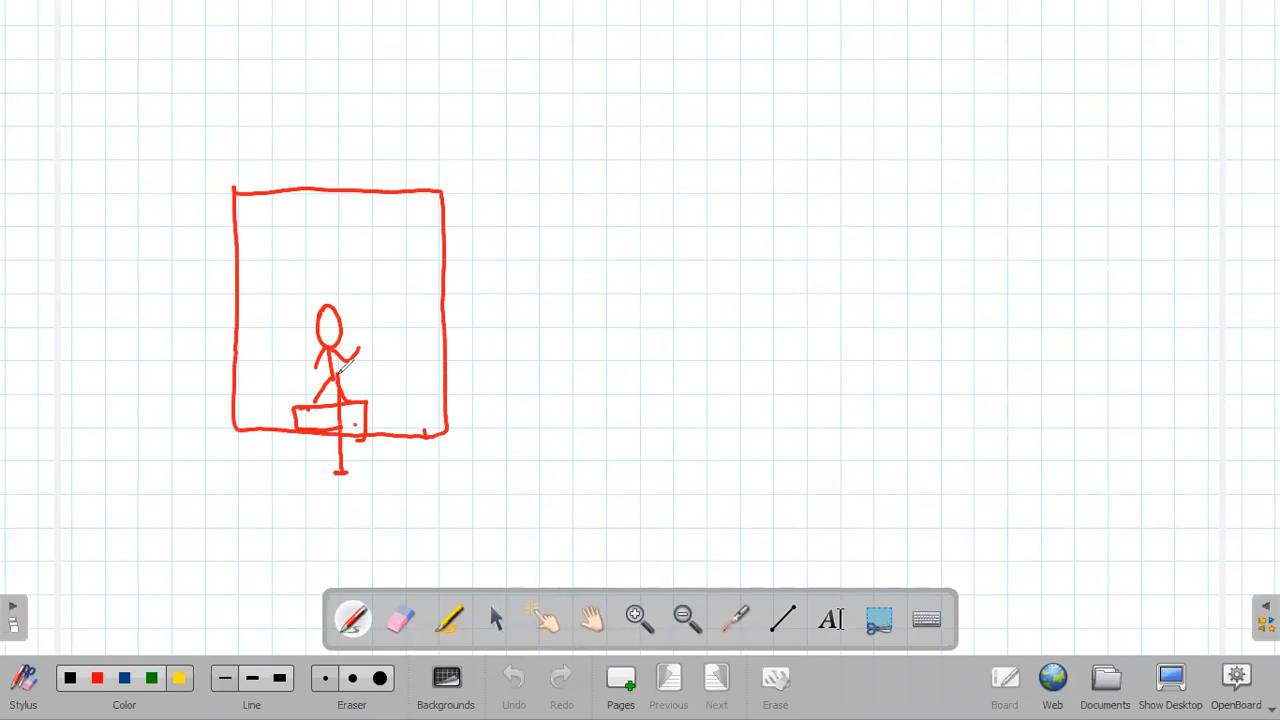 Stylus
Color
Line
Eraser
Backgrounds
Undo
Redo
Pages
Previous
Next
Erase
Board
Web
Documents
Show Desktop
OpenBoard